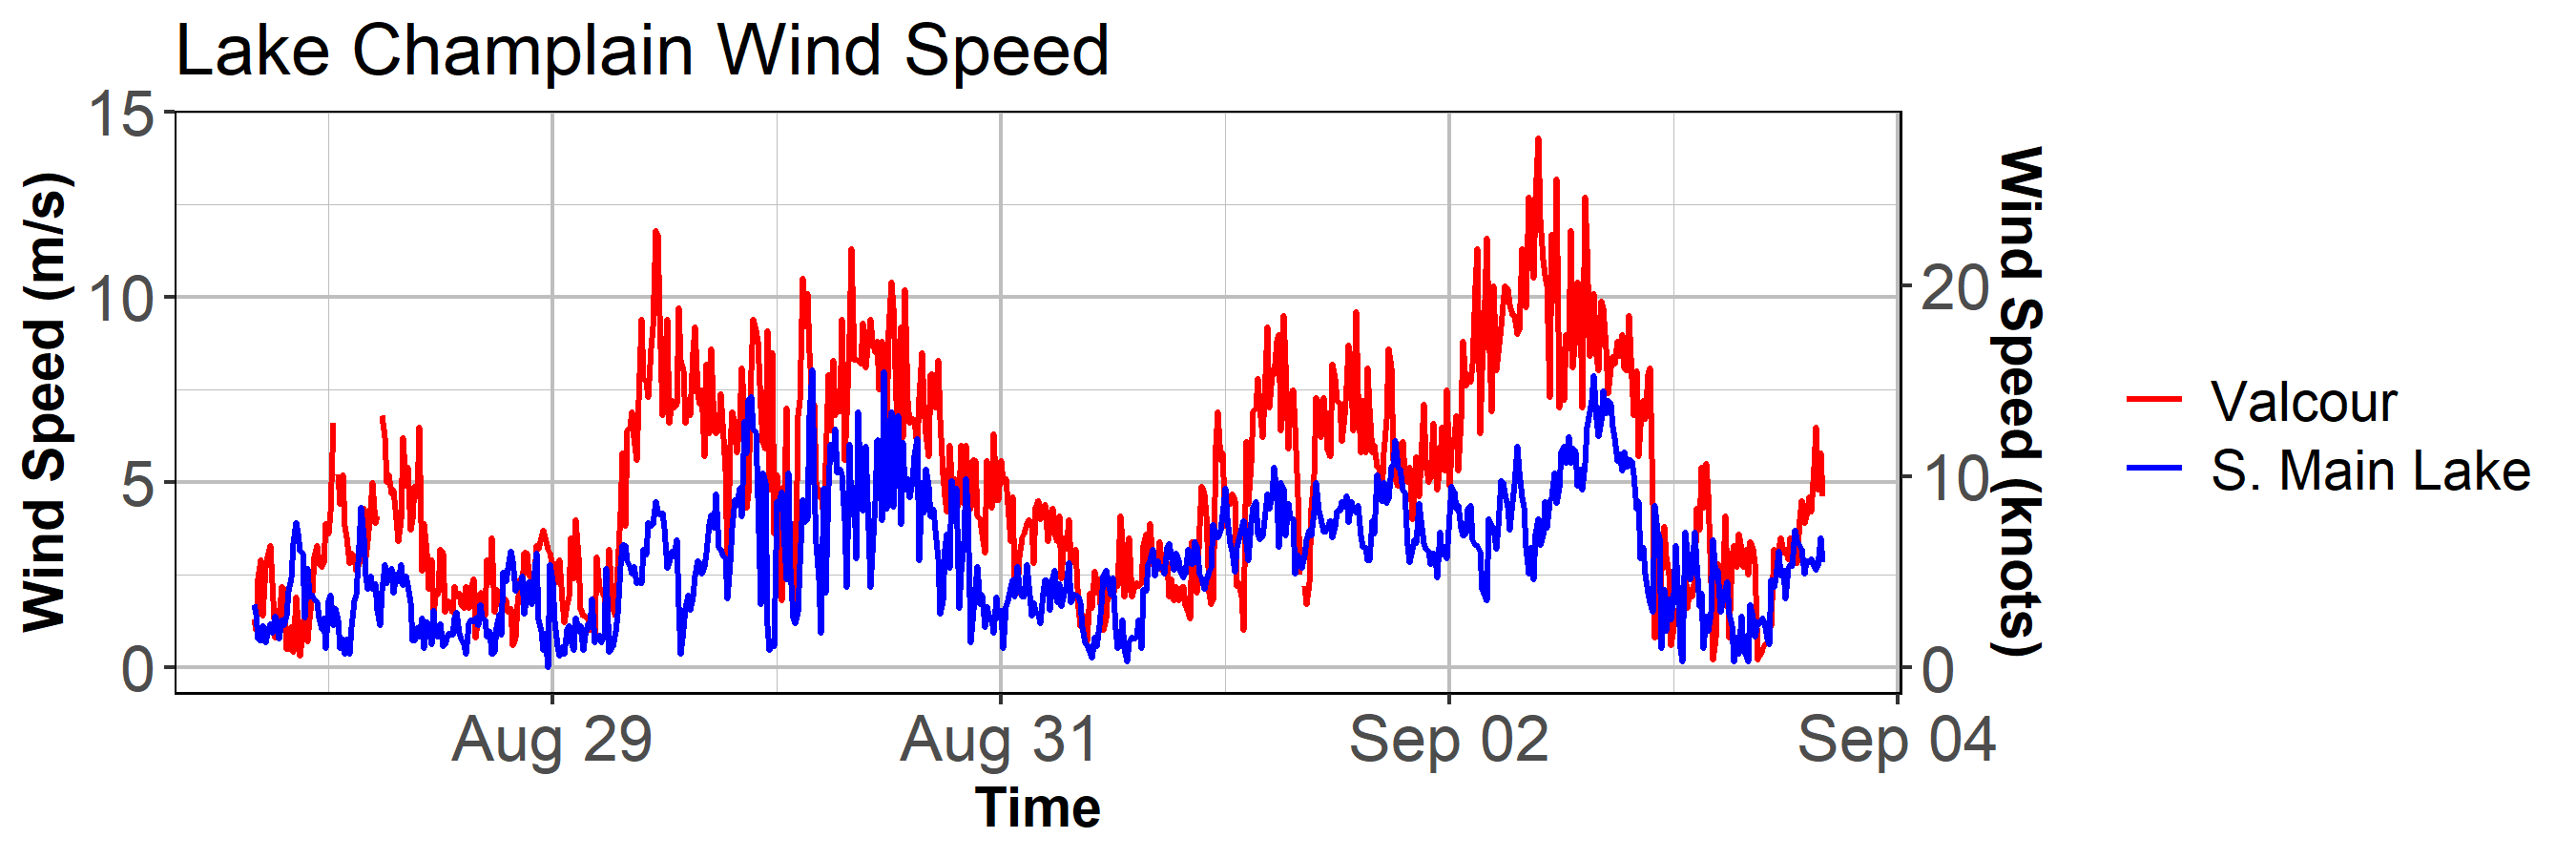 Lake Champlain Wind Speed
Wind Speed (m/s)
15
10
5
0
20
10
0
Wind Speed (knots)
Aug 29
Aug 31
Sep 02
Sep 04
Time
Valcour
S. Main Lake